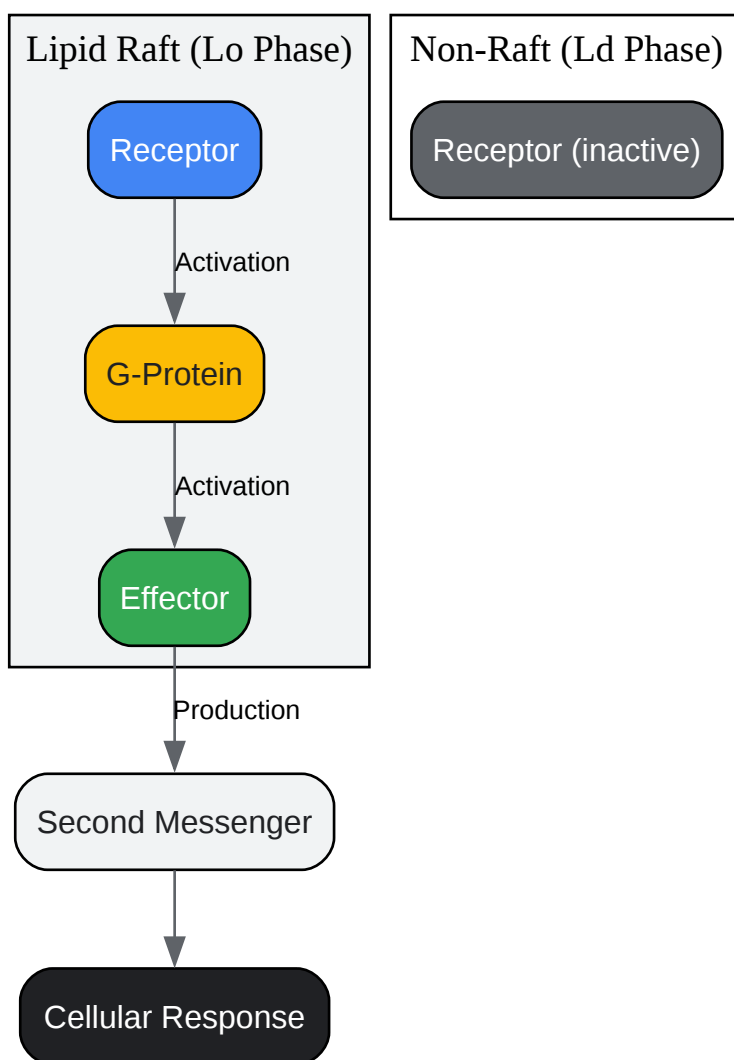 Lipid Raft (Lo Phase)
Non-Raft (Ld Phase)
Receptor
Receptor (inactive)
Activation
G-Protein
Activation
Effector
Production
Second Messenger
Cellular Response